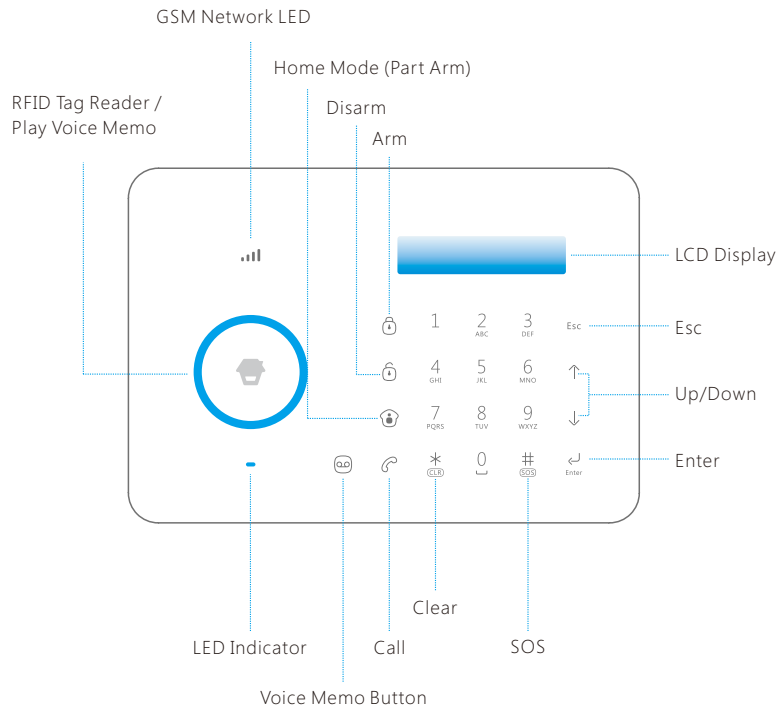 GSM Network LED
Home Mode (Part Arm)
RFID Tag Reader /
Play Voice Memo
Disarm
Arm
LCD Display
1
2
ABC
3
DEF
Esc
Esc
4
GHI
5
JKL
6
MNO
Up/Down
7
PQRS
8
TUV
9
WXYZ
*
CLR
0
#
SOS
Enter
Enter
Clear
LED Indicator
Call
SOS
Voice Memo Button